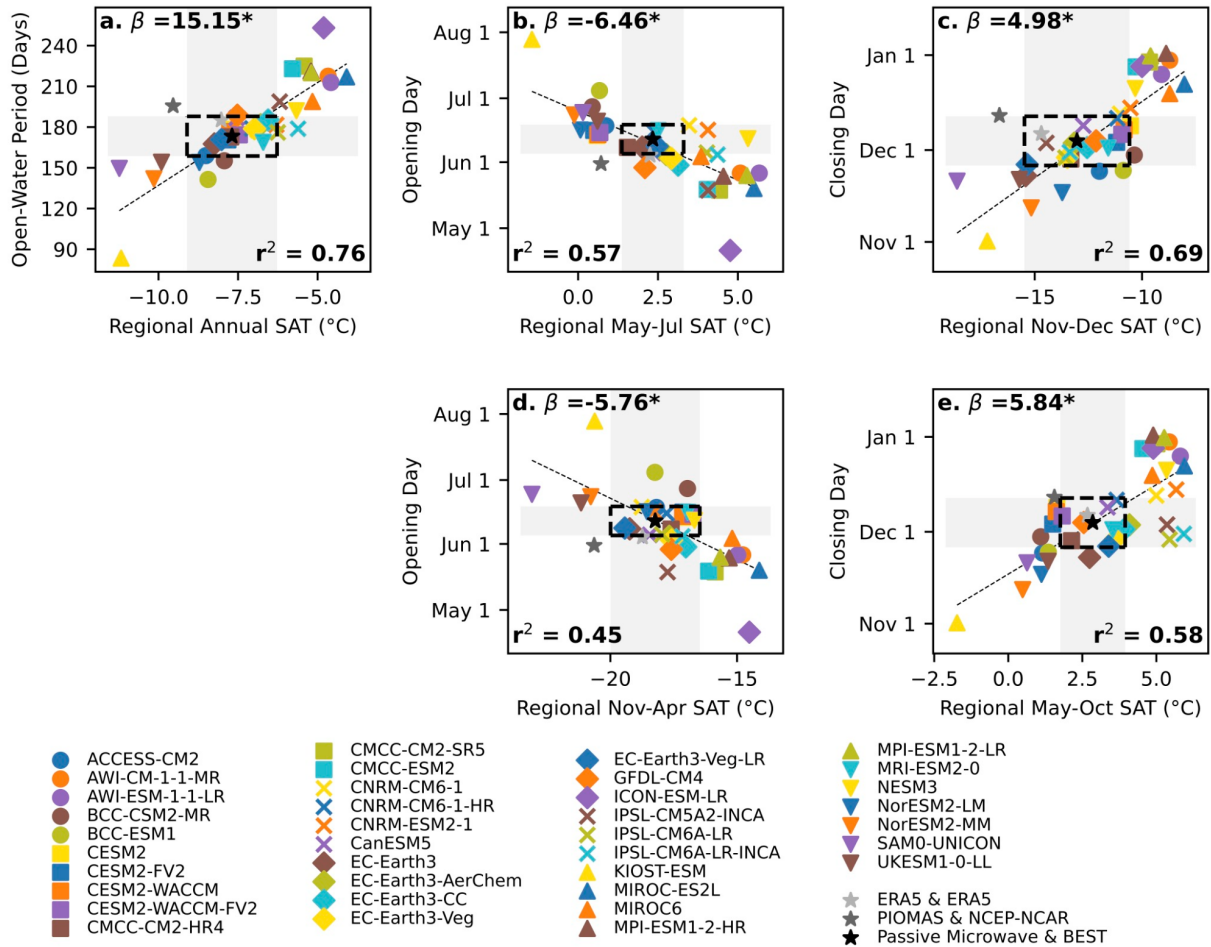 a. β =15.15*
b. β =-6.46*
c. β =4.98*
Open-Water Period (Days)
240
210
180
150
120
90
r² = 0.76
−10.0 −7.5 −5.0
Regional Annual SAT (°C)
Opening Day
Aug 1
Jul 1
Jun 1
May 1
r² = 0.57
0.0 2.5 5.0
Regional May-Jul SAT (°C)
Closing Day
Jan 1
Dec 1
Nov 1
r² = 0.69
−15 −10
Regional Nov-Dec SAT (°C)
d. β =-5.76*
e. β =5.84*
Opening Day
Aug 1
Jul 1
Jun 1
May 1
r² = 0.45
−20 −15
Regional Nov-Apr SAT (°C)
Closing Day
Jan 1
Dec 1
Nov 1
r² = 0.58
−2.5 0.0 2.5 5.0
Regional May-Oct SAT (°C)
ACCESS-CM2
AWI-CM-1-1-MR
AWI-ESM-1-1-LR
BCC-CSM2-MR
BCC-ESM1
CESM2
CESM2-FV2
CESM2-WACCM
CESM2-WACCM-FV2
CMCC-CM2-HR4
CMCC-CM2-SR5
CMCC-ESM2
CNRM-CM6-1
CNRM-CM6-1-HR
CNRM-ESM2-1
CanESM5
EC-Earth3
EC-Earth3-AerChem
EC-Earth3-CC
EC-Earth3-Veg
EC-Earth3-Veg-LR
GFDL-CM4
ICON-ESM-LR
IPSL-CM5A2-INCA
IPSL-CM6A-LR
IPSL-CM6A-LR-INCA
KIOST-ESM
MIROC-ES2L
MIROC6
MPI-ESM1-2-HR
MPI-ESM1-2-LR
MRI-ESM2-0
NESM3
NorESM2-LM
NorESM2-MM
SAM0-UNICON
UKESM1-0-LL
ERA5 & ERA5
PIOMAS & NCEP-NCAR
Passive Microwave & BEST